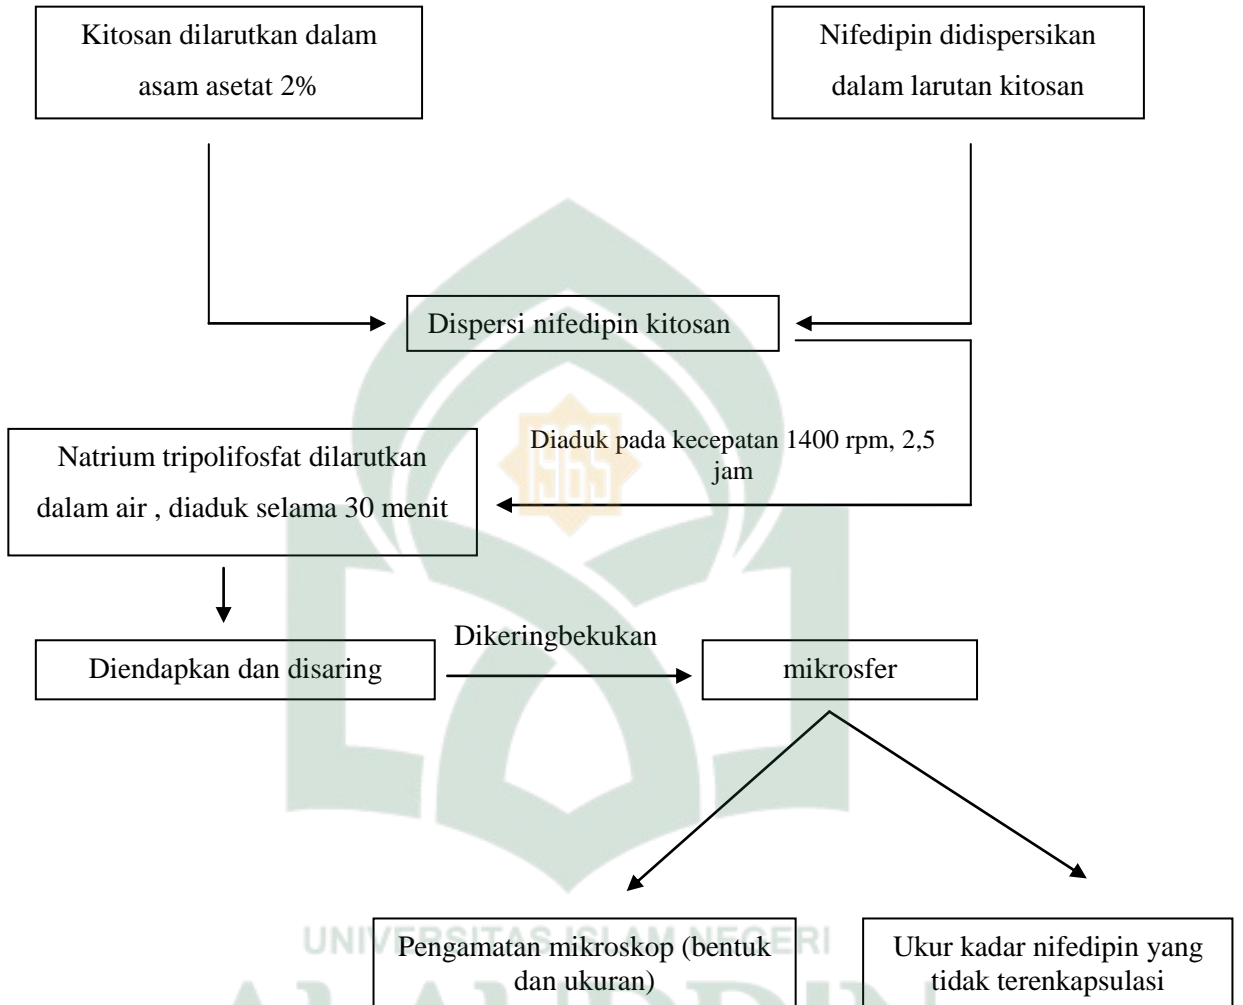 Kitosan dilarutkan dalam
asam asetat 2%
Nifedipin didispersikan
dalam larutan kitosan
Dispersi nifedipin kitosan
Diaduk pada kecepatan 1400 rpm, 2,5
jam
Natrium tripolifosfat dilarutkan
dalam air , diaduk selama 30 menit
1965
Dikeringbekukan
Diendapkan dan disaring
mikrosfer
UNIVERSITAS ISLAM NEGERI
Pengamatan mikroskop (bentuk
dan ukuran)
Ukur kadar nifedipin yang
tidak terenkapsulasi
ALAUDDIN